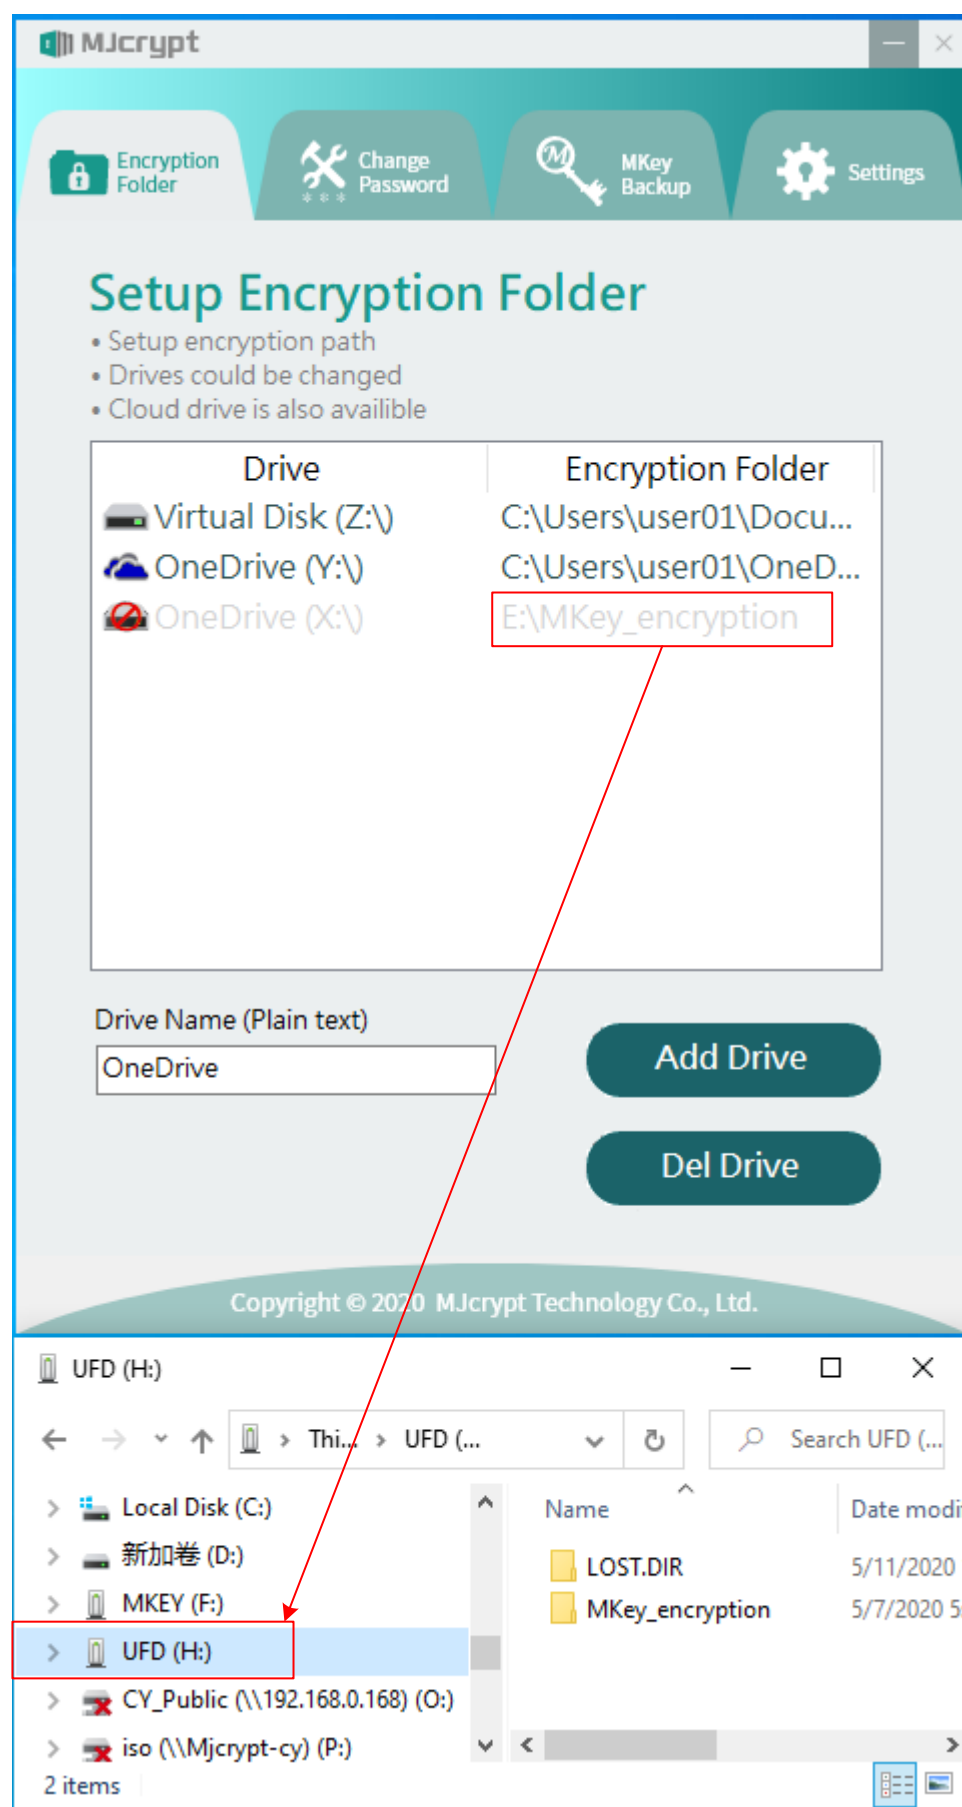 MJcrypt
Encryption
Folder
Change
Password
***
M
MKey
Backup
Settings
Setup Encryption Folder
• Setup encryption path
• Drives could be changed
• Cloud drive is also availible
Drive Encryption Folder
Virtual Disk (Z:\) C:\Users\user01\Docu...
OneDrive (Y:\) C:\Users\user01\OneD...
OneDrive (X:\) E:\MKey_encryption
Drive Name (Plain text)
OneDrive
Add Drive
Del Drive
Copyright © 2020 MJcrypt Technology Co., Ltd.
UFD (H:)
Thi... › UFD (...
Search UFD (...
Local Disk (C:)
新加卷 (D:)
MKEY (F:)
UFD (H:)
CY_Public (\\192.168.0.168) (O:)
iso (\\Mjcrypt-cy) (P:)
Name Date modi
LOST.DIR 5/11/2020
MKey_encryption 5/7/2020 5
2 items